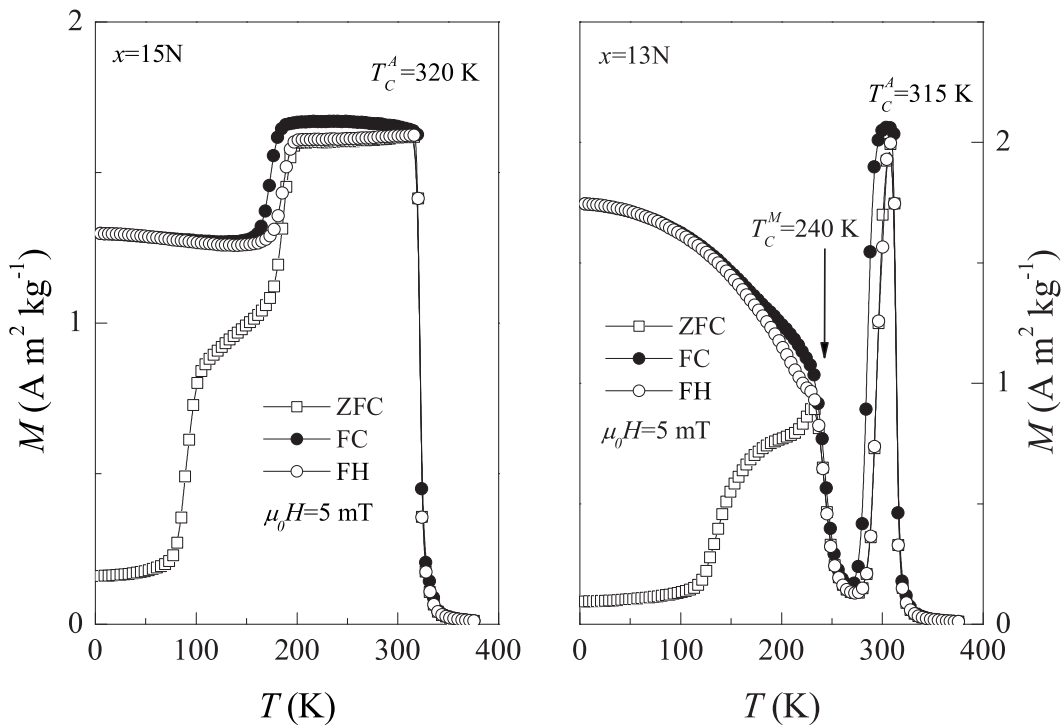 2
1
0
M (A m² kg⁻¹)
x=15N
T_C^A=320 K
ZFC
FC
FH
μ₀H=5 mT
0 100 200 300 400
T (K)
x=13N
T_C^A=315 K
T_C^M=240 K
ZFC
FC
FH
μ₀H=5 mT
0 100 200 300 400
T (K)
2
1
0
M (A m² kg⁻¹)